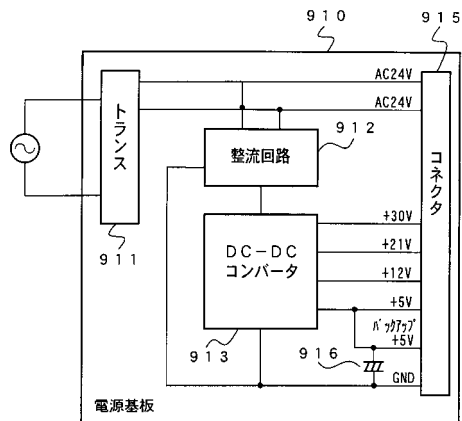 910
915
AC24V
AC24V
トランス
912
整流回路
コネクタ
911
+30V
DC-DC
コンバータ
+21V
+12V
+5V
バックアップ
+5V
913
916
GND
電源基板